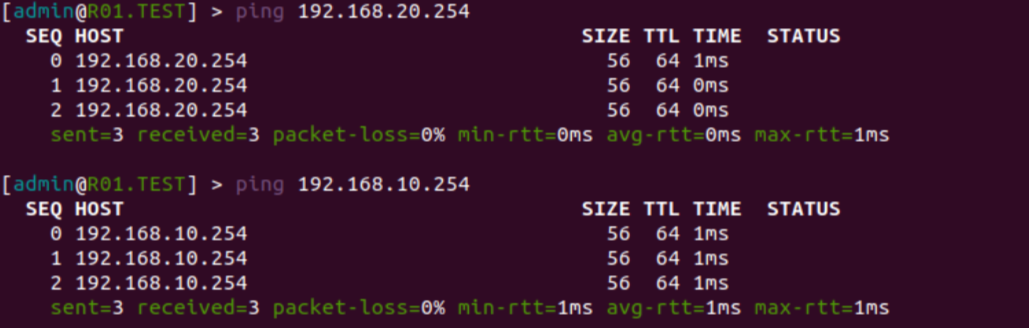 [admin@R01.TEST] > ping 192.168.20.254
SEQ HOST SIZE TTL TIME STATUS
0 192.168.20.254 56 64 1ms
1 192.168.20.254 56 64 0ms
2 192.168.20.254 56 64 0ms
sent=3 received=3 packet-loss=0% min-rtt=0ms avg-rtt=0ms max-rtt=1ms
[admin@R01.TEST] > ping 192.168.10.254
SEQ HOST SIZE TTL TIME STATUS
0 192.168.10.254 56 64 1ms
1 192.168.10.254 56 64 1ms
2 192.168.10.254 56 64 1ms
sent=3 received=3 packet-loss=0% min-rtt=1ms avg-rtt=1ms max-rtt=1ms